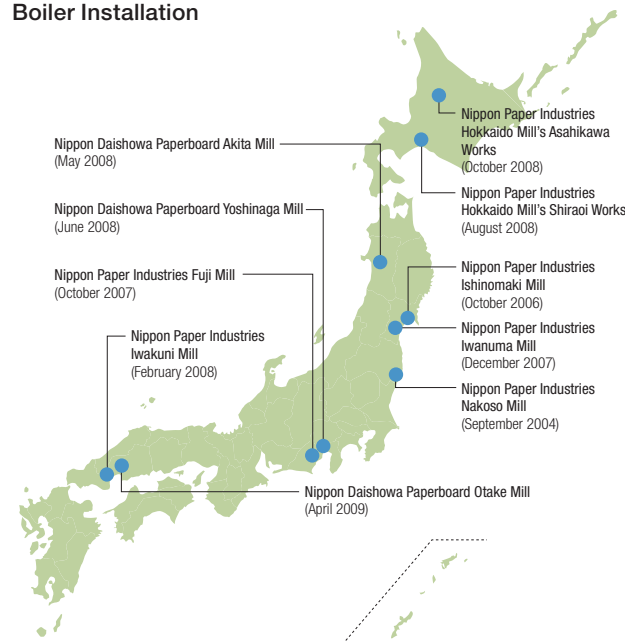 Boiler Installation
Nippon Paper Industries
Hokkaido Mill's Asahikawa
Works
(October 2008)
Nippon Daishowa Paperboard Akita Mill
(May 2008)
Nippon Paper Industries
Hokkaido Mill's Shiraoi Works
(August 2008)
Nippon Daishowa Paperboard Yoshinaga Mill
(June 2008)
Nippon Paper Industries Fuji Mill
(October 2007)
Nippon Paper Industries
Ishinomaki Mill
(October 2006)
Nippon Paper Industries
Iwakuni Mill
(February 2008)
Nippon Paper Industries
Iwanuma Mill
(December 2007)
Nippon Paper Industries
Nakoso Mill
(September 2004)
Nippon Daishowa Paperboard Otake Mill
(April 2009)